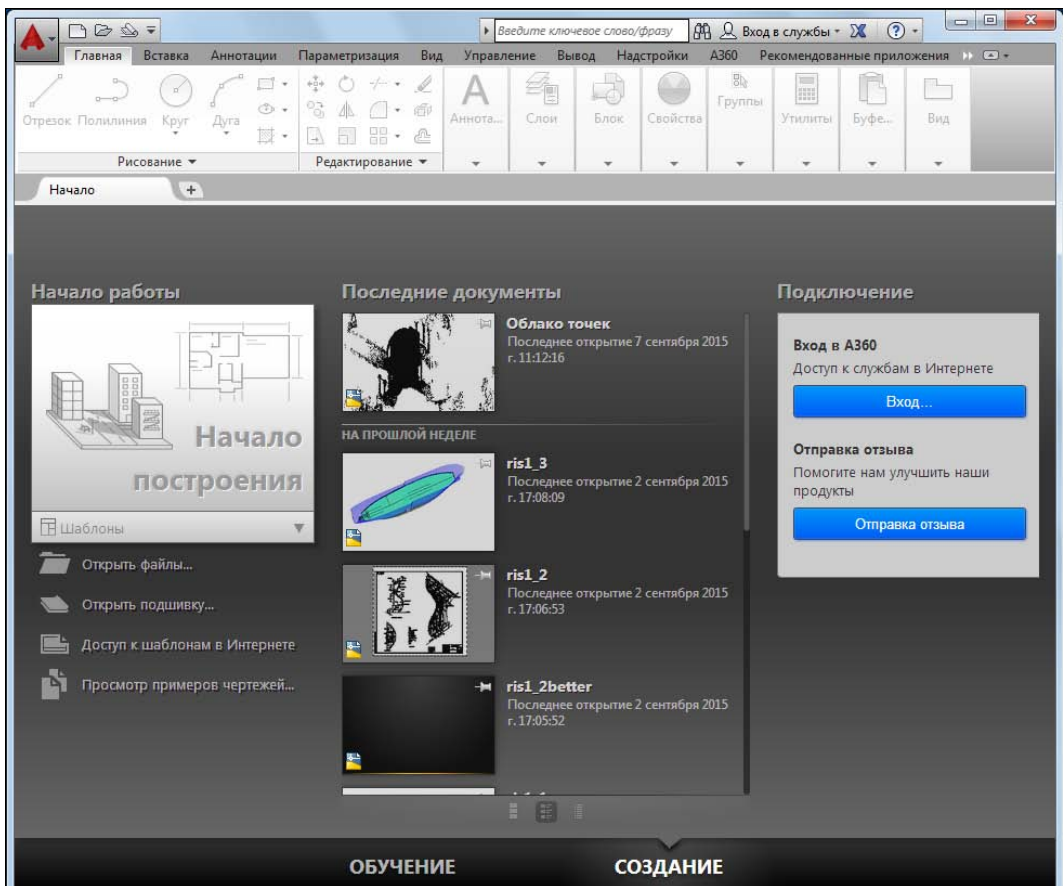 Введите ключевое слово/фразу
Вход в службы
Главная Вставка Аннотации Параметризация Вид Управление Вывод Надстройки A360 Рекомендованные приложения
Отрезок Полилиния Круг Дуга
Аннота... Слои Блок Свойства Группы Утилиты Буфе... Вид
Рисование Редактирование
Начало
Начало работы
Начало
построения
Шаблоны
Открыть файлы...
Открыть подшивку...
Доступ к шаблонам в Интернете
Просмотр примеров чертежей...
Последние документы
Облако точек
Последнее открытие 7 сентября 2015
г. 11:12:16
НА ПРОШЛОЙ НЕДЕЛЕ
ris1_3
Последнее открытие 2 сентября 2015
г. 17:08:09
ris1_2
Последнее открытие 2 сентября 2015
г. 17:06:53
ris1_2better
Последнее открытие 2 сентября 2015
г. 17:05:52
Подключение
Вход в A360
Доступ к службам в Интернете
Вход...
Отправка отзыва
Помогите нам улучшить наши
продукты
Отправка отзыва
ОБУЧЕНИЕ СОЗДАНИЕ